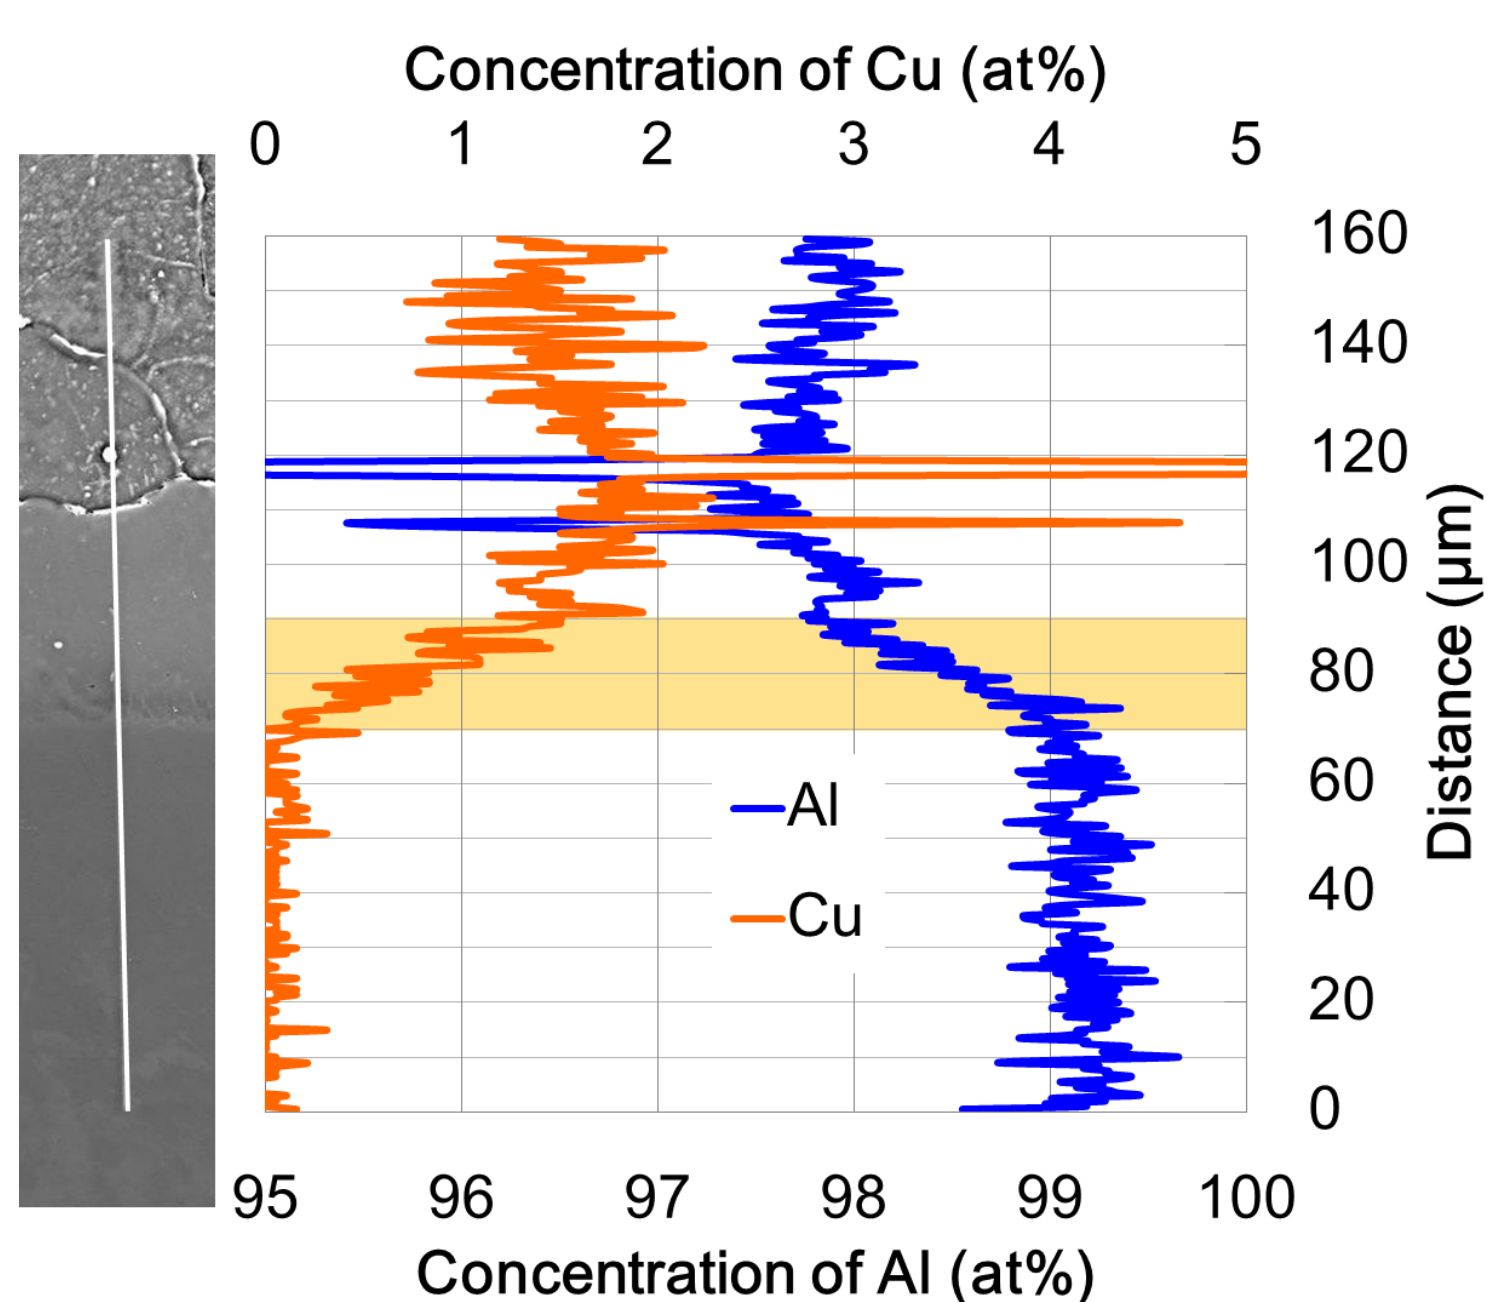 Concentration of Cu (at%)
0 1 2 3 4 5
160
140
120
100
80
60
40
20
0
Distance (μm)
Al
Cu
95 96 97 98 99 100
Concentration of Al (at%)